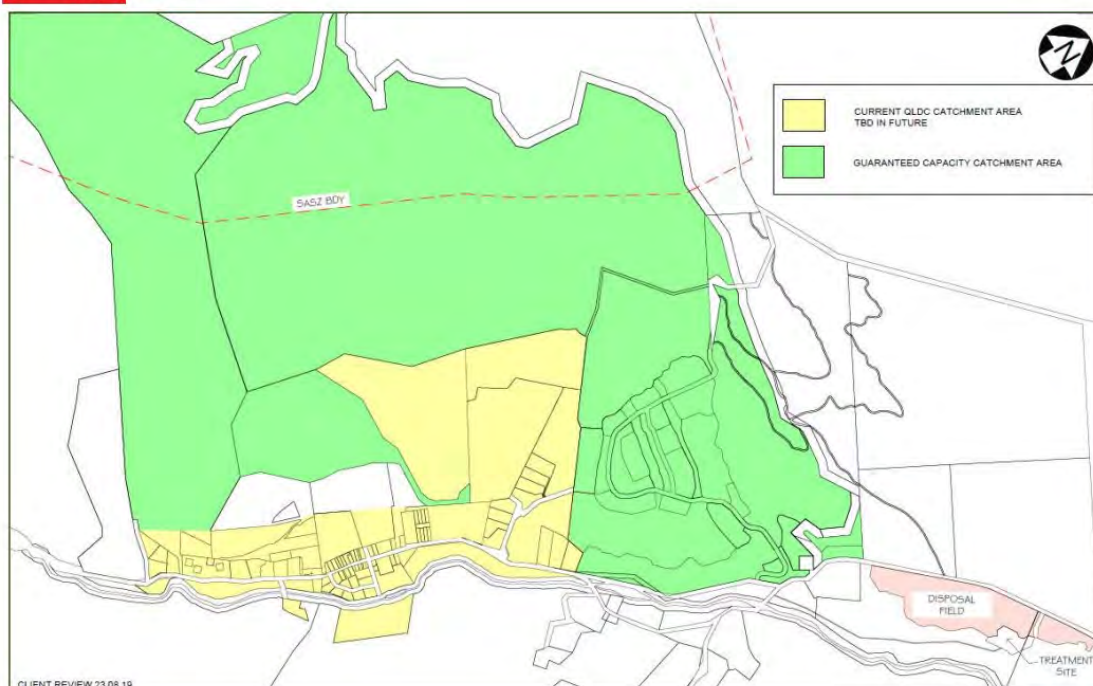 N
CURRENT QLDC CATCHMENT AREA
TBD IN FUTURE
GUARANTEED CAPACITY CATCHMENT AREA
SASZ BDY
DISPOSAL
FIELD
TREATMENT
SITE
CLIENT REVIEW 23.08.19